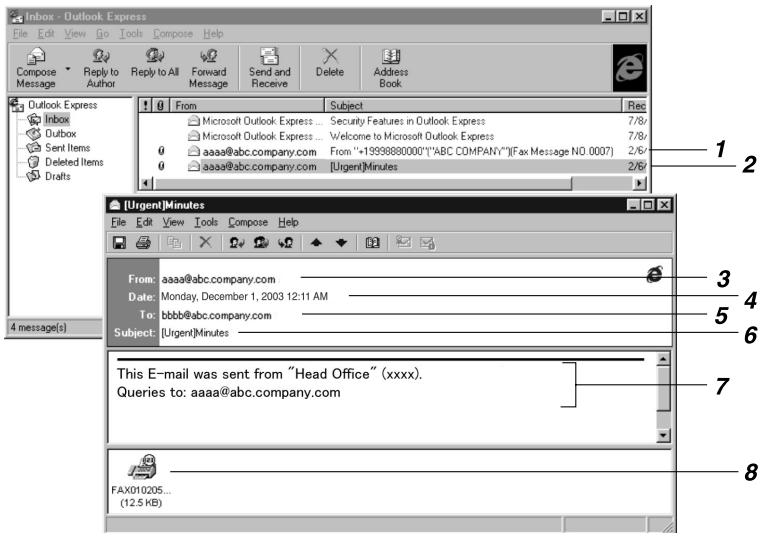 Inbox - Outlook Express
File Edit View Go Tools Compose Help
Compose Message
Reply to Author
Reply to All
Forward Message
Send and Receive
Delete
Address Book
Outlook Express
Inbox
Outbox
Sent Items
Deleted Items
Drafts
! From Subject Rec
Microsoft Outlook Express ... Security Features in Outlook Express 7/8/
Microsoft Outlook Express ... Welcome to Microsoft Outlook Express 7/8/
aaaa@abc.company.com From "+19998880000"("ABC COMPANY")(Fax Message NO.0007) 2/6/
aaaa@abc.company.com [Urgent]Minutes 2/6/
1
2
4 message(s)
[Urgent]Minutes
File Edit View Tools Compose Help
From: aaaa@abc.company.com
3
Date: Monday, December 1, 2003 12:11 AM
4
To: bbbb@abc.company.com
5
Subject: [Urgent]Minutes
6
This E-mail was sent from "Head Office" (xxxx).
Queries to: aaaa@abc.company.com
7
FAX010205...
(12.5 KB)
8